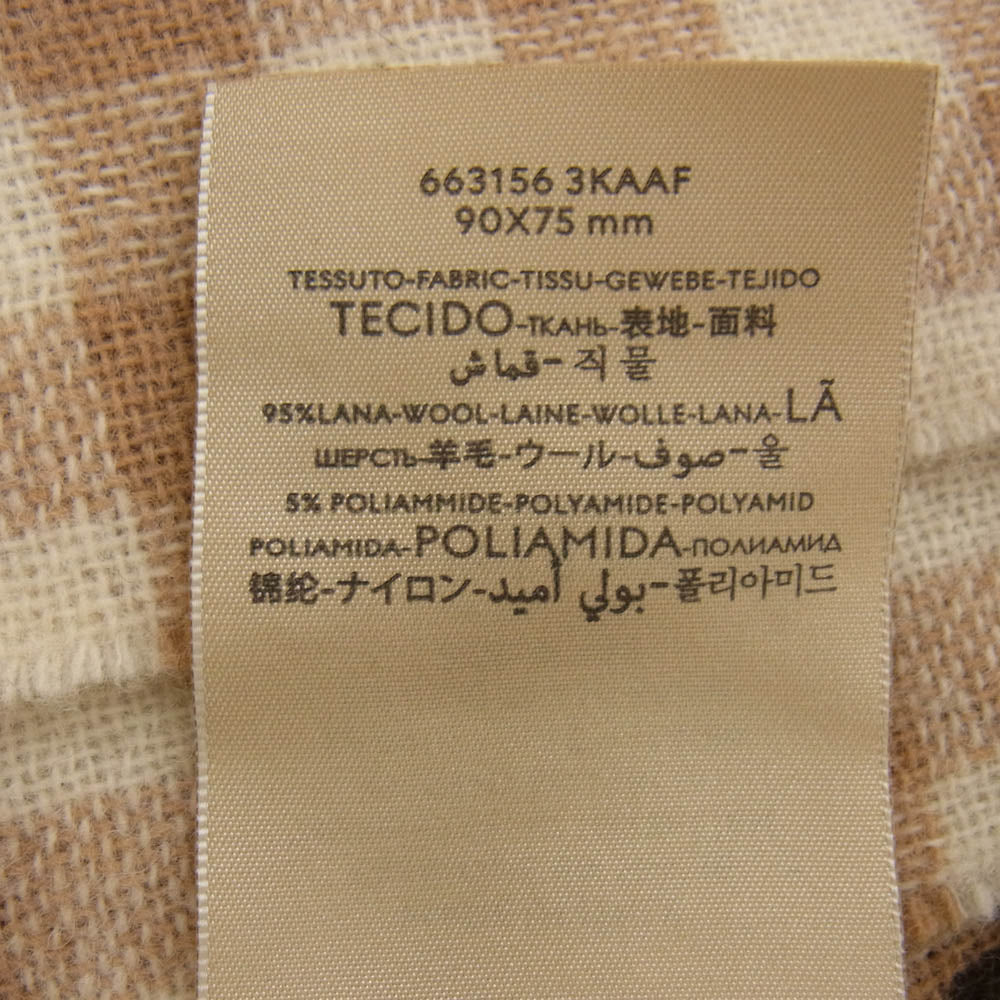 663156 3KAAF
90X75 mm
TESSUTO-FABRIC-TISSU-GEWEBE-TEJIDO
TECIDO-ТКАНЬ-表地-面料
قماش-직물
95%LANA-WOOL-LAINE-WOLLE-LANA-LÃ
ШЕРСТЬ-羊毛-ウール-صوف-울
5% POLIAMMIDE-POLYAMIDE-POLYAMID
POLIAMIDA-POLIAMIDA-ПОЛИАМИД
锦纶-ナイロン-بولي أميد-폴리아미드